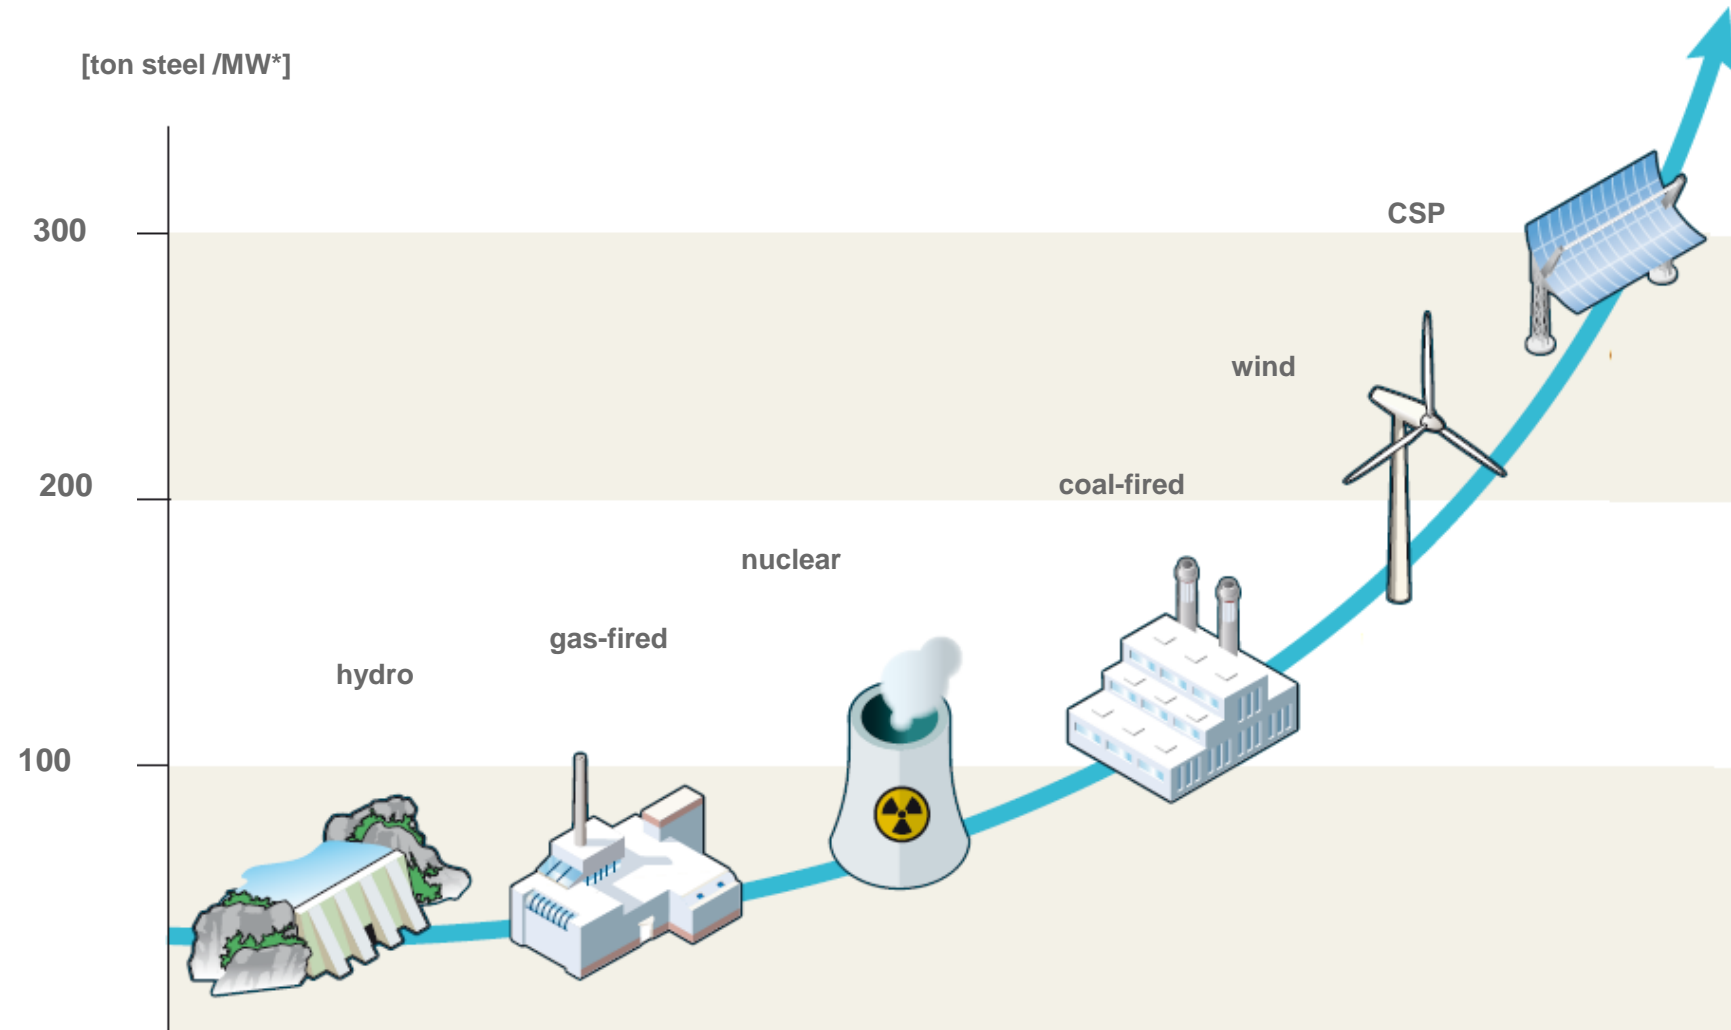 [ton steel /MW*]
300
CSP
wind
200
coal-fired
nuclear
gas-fired
hydro
100